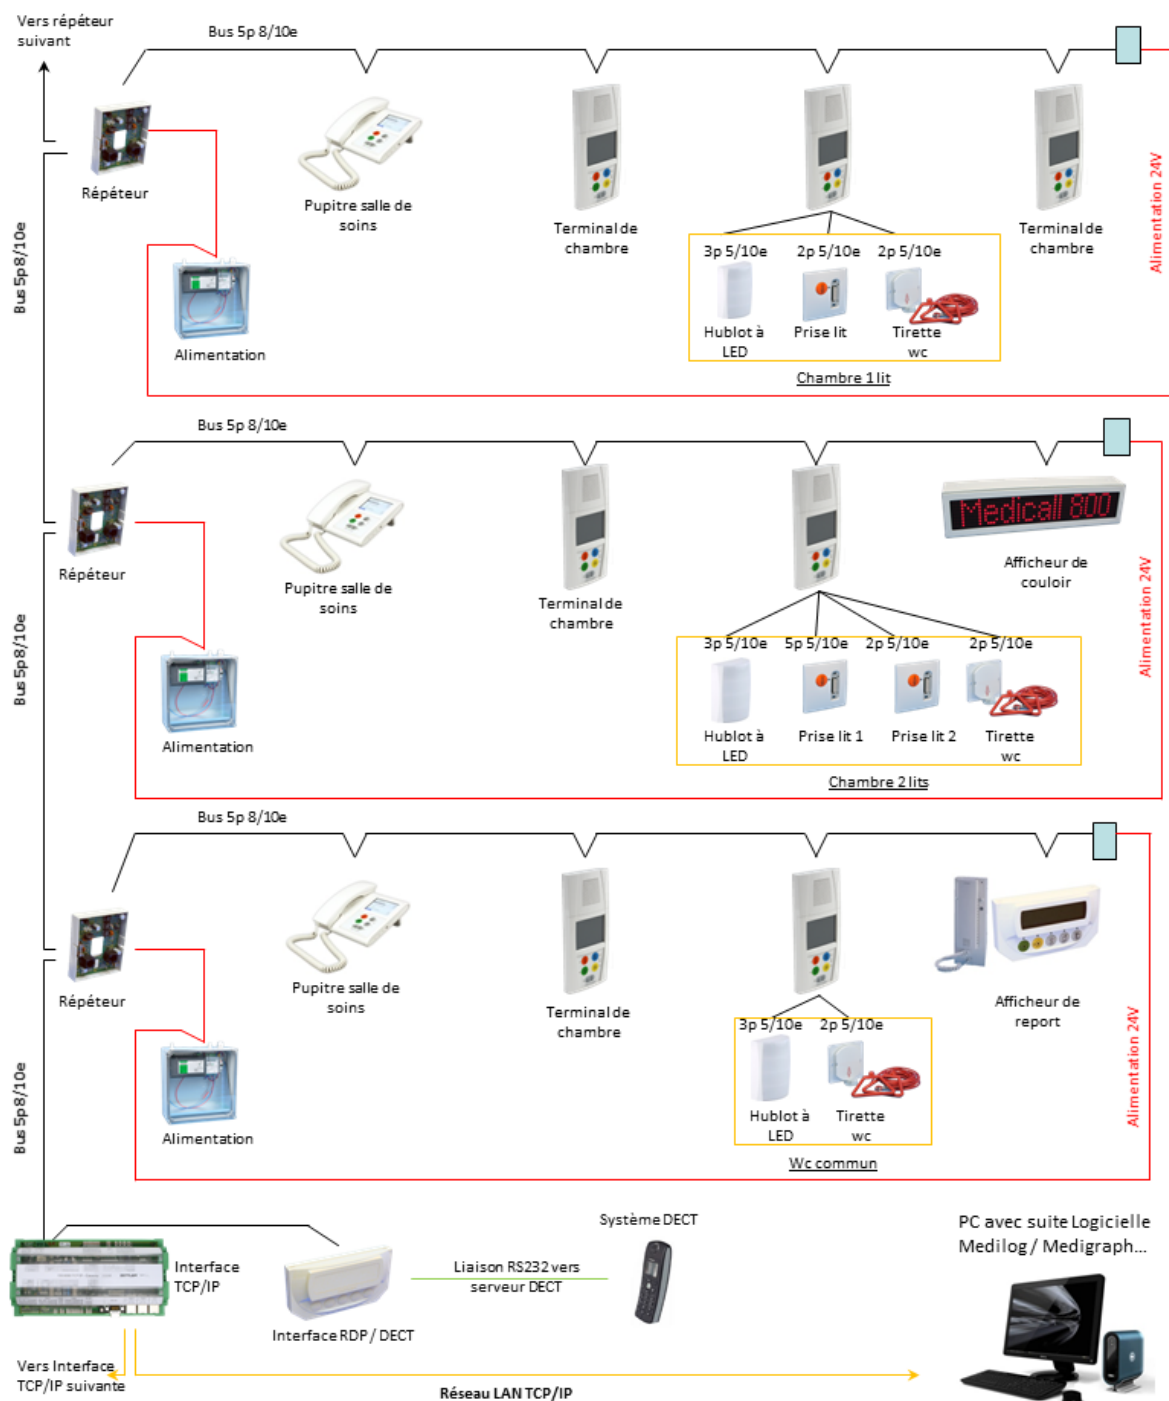 Vers répéteur
suivant
Bus 5p 8/10e
Répéteur
Pupitre salle de
soins
Terminal de
chambre
Terminal de
chambre
3p 5/10e
2p 5/10e
2p 5/10e
Hublot à
LED
Prise lit
Tirette
wc
Chambre 1 lit
Alimentation
Alimentation 24V
Bus 5p8/10e
Bus 5p 8/10e
Répéteur
Pupitre salle de
soins
Terminal de
chambre
Medicall 800
Afficheur de
couloir
3p 5/10e
5p 5/10e
2p 5/10e
2p 5/10e
Hublot à
LED
Prise lit 1
Prise lit 2
Tirette
wc
Chambre 2 lits
Alimentation
Alimentation 24V
Bus 5p8/10e
Bus 5p 8/10e
Répéteur
Pupitre salle de
soins
Terminal de
chambre
Afficheur de
report
3p 5/10e
2p 5/10e
Hublot à
LED
Tirette
wc
Wc commun
Alimentation
Alimentation 24V
Bus 5p8/10e
Interface
TCP/IP
Interface RDP / DECT
Liaison RS232 vers
serveur DECT
Système DECT
PC avec suite Logicielle
Medilog / Medigraph...
Vers Interface
TCP/IP suivante
Réseau LAN TCP/IP